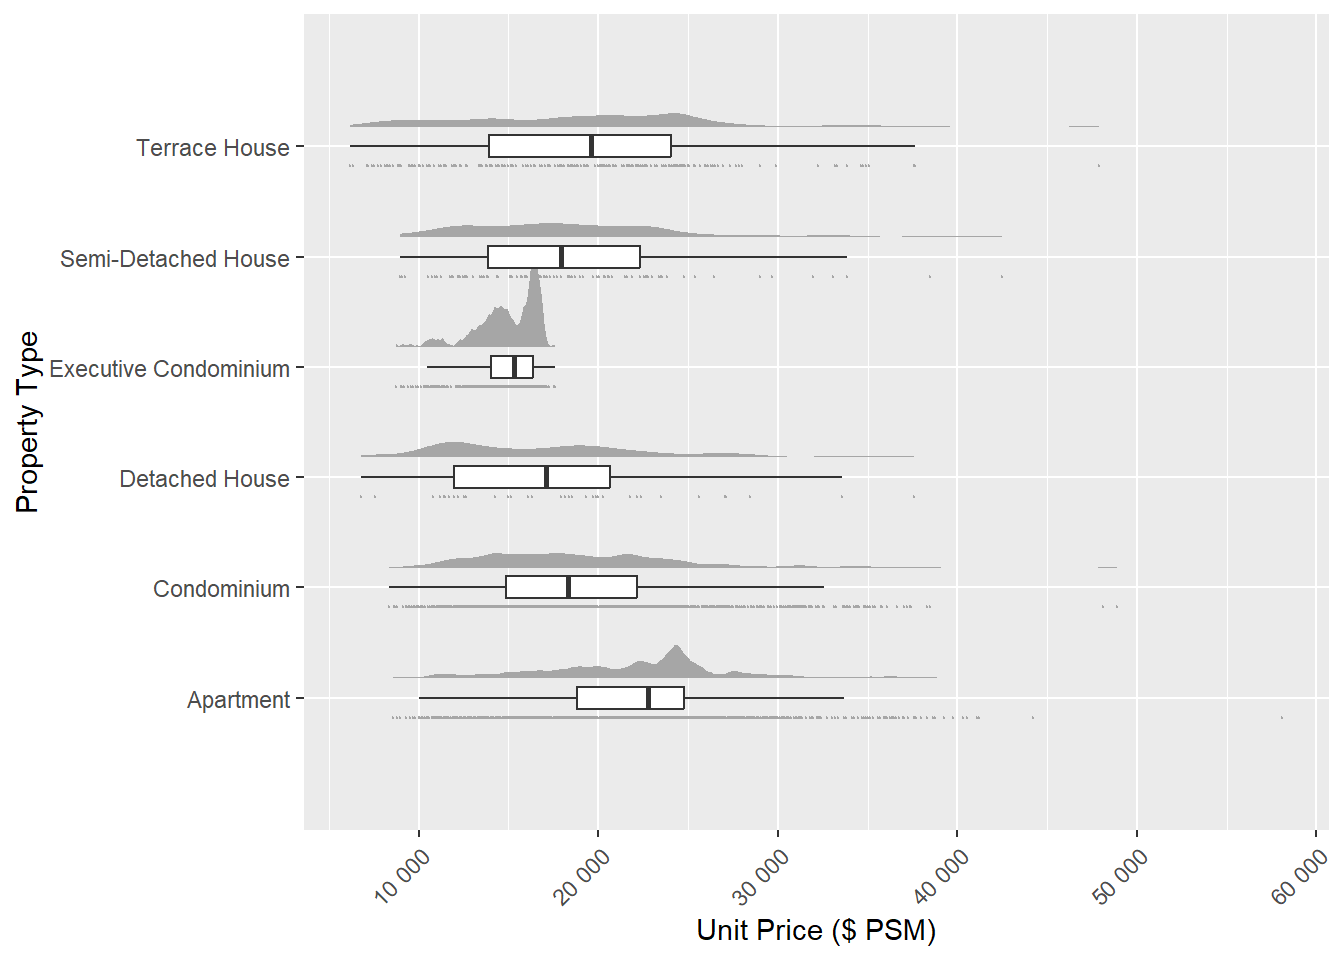 Property Type
Terrace House
Semi-Detached House
Executive Condominium
Detached House
Condominium
Apartment
10 000
20 000
30 000
40 000
50 000
60 000
Unit Price ($ PSM)